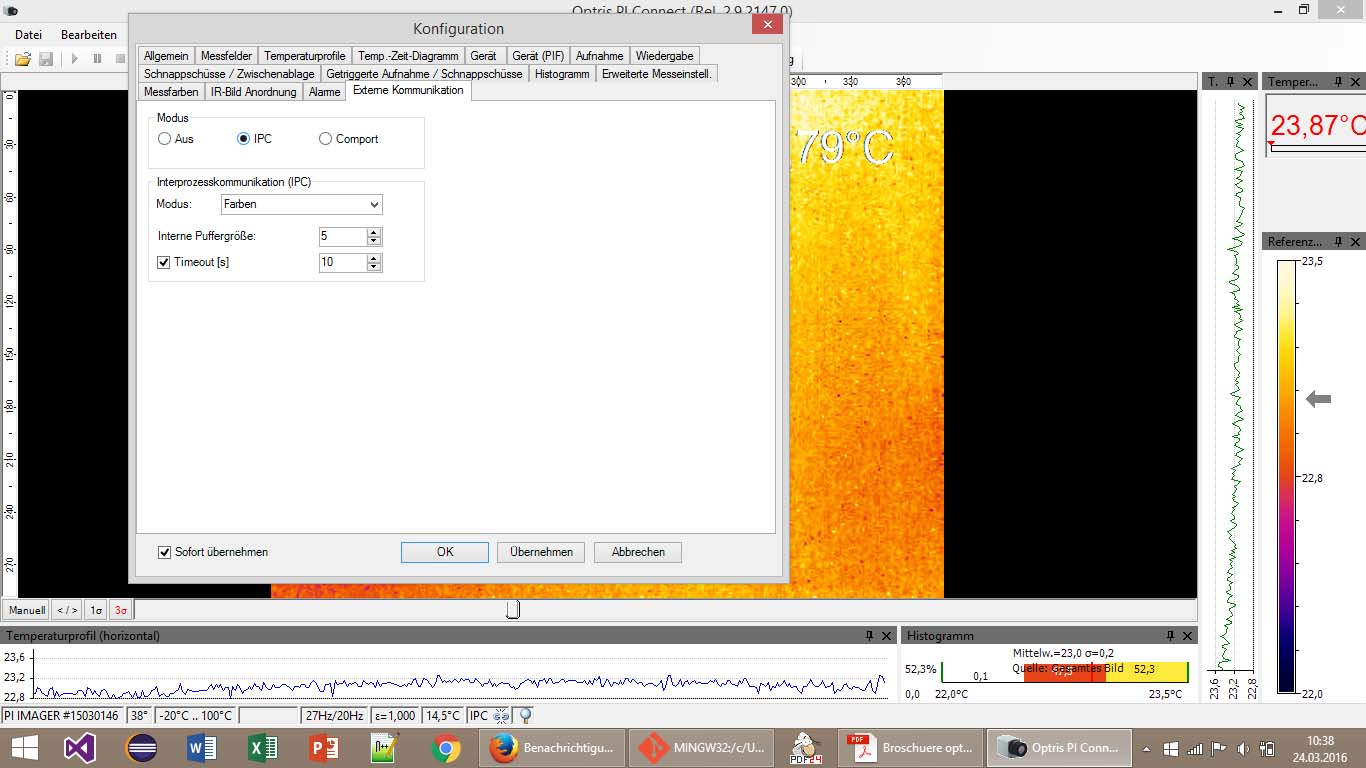 Optris PI Connect (Rel. 2.9.2147.0)
Konfiguration
Datei Bearbeiten
Allgemein Messfelder Temperaturprofile Temp.-Zeit-Diagramm Gerät Gerät (PIF) Aufnahme Wiedergabe
Schnappschüsse / Zwischenablage Getriggerte Aufnahme / Schnappschüsse Histogramm Erweiterte Messeinstell.
Messfarben IR-Bild Anordnung Alarme Externe Kommunikation
Modus
Aus IPC Comport
Interprozesskommunikation (IPC)
Modus: Farben
Interne Puffergröße: 5
Timeout [s] 10
Sofort übernehmen OK Übernehmen Abbrechen
300 330 360
0
30
60
90
120
150
180
210
240
270
79°C
T.
Temper...
23,87°C
Referenz...
23,5
22,8
22,0
23,6 23,2 22,8
Manuell < / > 1σ 3σ
Temperaturprofil (horizontal)
23,6
23,2
22,8
Histogramm
Mittelw.=23,0 σ=0,2
Quelle: Gesamtes Bild
52,3% 0,1 47,5 52,3
0,0 22,0°C 23,5°C
PI IMAGER #15030146 38° -20°C .. 100°C 27Hz/20Hz ε=1,000 14,5°C IPC
Benachrichtigu... MINGW32:/c/U... PDF24 PDF Broschuere opt... Optris PI Conn...
10:38
24.03.2016